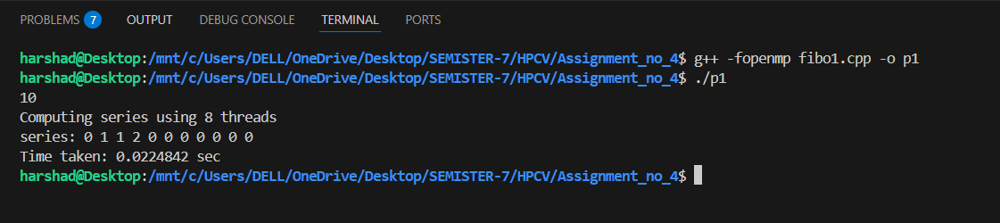 PROBLEMS 7 OUTPUT DEBUG CONSOLE TERMINAL PORTS
harshad@Desktop:/mnt/c/Users/DELL/OneDrive/Desktop/SEMISTER-7/HPCV/Assignment_no_4$ g++ -fopenmp fibo1.cpp -o p1
harshad@Desktop:/mnt/c/Users/DELL/OneDrive/Desktop/SEMISTER-7/HPCV/Assignment_no_4$ ./p1
10
Computing series using 8 threads
series: 0 1 1 2 0 0 0 0 0 0 0
Time taken: 0.0224842 sec
harshad@Desktop:/mnt/c/Users/DELL/OneDrive/Desktop/SEMISTER-7/HPCV/Assignment_no_4$